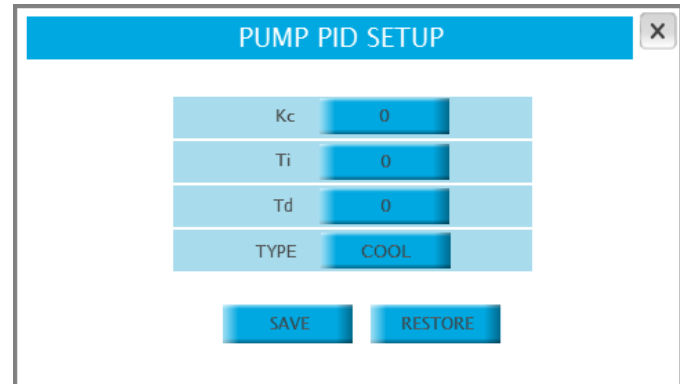 PUMP PID SETUP
X
Kc 0
Ti 0
Td 0
TYPE COOL
SAVE RESTORE